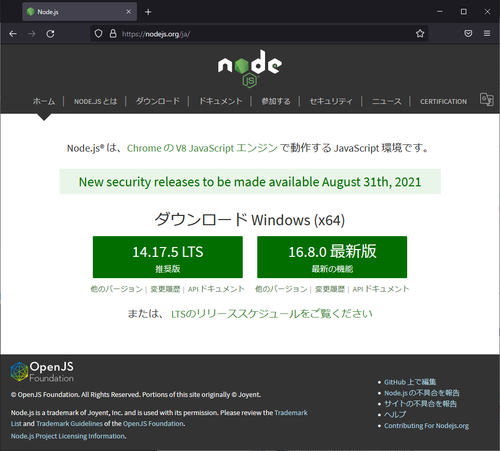 Node.js
https://nodejs.org/ja/
node
JS
ホーム | NODE.JS とは | ダウンロード | ドキュメント | 参加する | セキュリティ | ニュース | CERTIFICATION
Node.js® は、Chrome の V8 JavaScript エンジン で動作する JavaScript 環境です。
New security releases to be made available August 31th, 2021
ダウンロード Windows (x64)
14.17.5 LTS
推奨版
16.8.0 最新版
最新の機能
他のバージョン | 変更履歴 | API ドキュメント
他のバージョン | 変更履歴 | API ドキュメント
または、 LTSのリリーススケジュールをご覧ください
OpenJS
Foundation
© OpenJS Foundation. All Rights Reserved. Portions of this site originally © Joyent.
Node.js is a trademark of Joyent, Inc. and is used with its permission. Please review the Trademark
List and Trademark Guidelines of the OpenJS Foundation.
Node.js Project Licensing Information.
GitHub 上で編集
Node.js の不具合を報告
サイトの不具合を報告
ヘルプ
Contributing For Nodejs.org